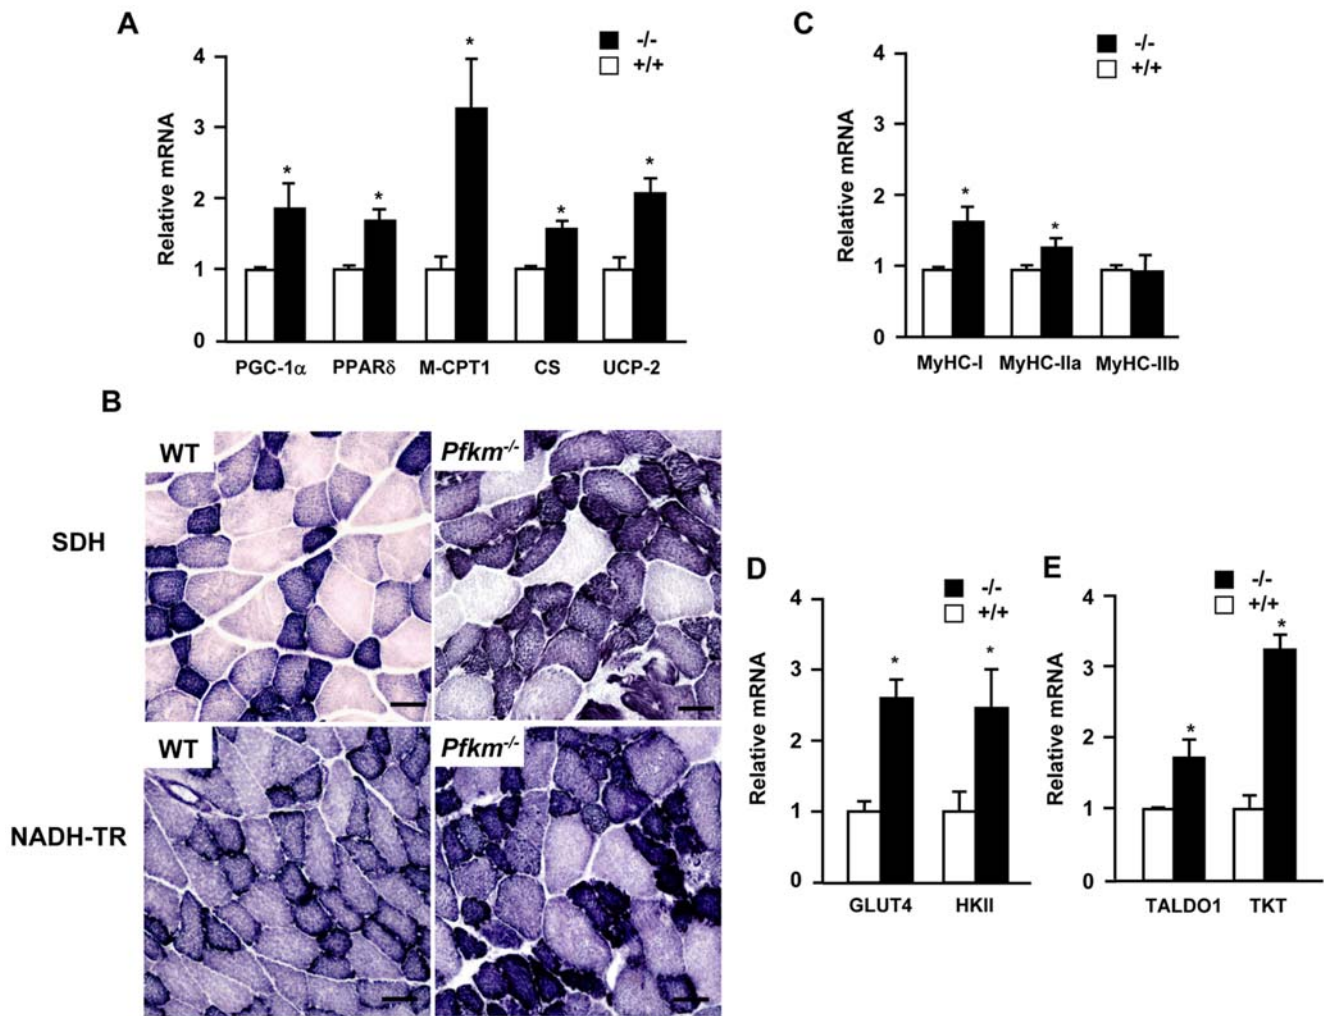 A
-/-
+/+
Relative mRNA
4
3
2
1
0
*
*
*
*
*
PGC-1α PPARδ M-CPT1 CS UCP-2
C
-/-
+/+
Relative mRNA
4
3
2
1
0
*
*
MyHC-I MyHC-IIa MyHC-IIb
B
WT
Pfkm-/-
SDH
WT
Pfkm-/-
NADH-TR
D
-/-
+/+
Relative mRNA
4
3
2
1
0
*
*
GLUT4 HKII
E
-/-
+/+
Relative mRNA
4
3
2
1
0
*
*
TALDO1 TKT